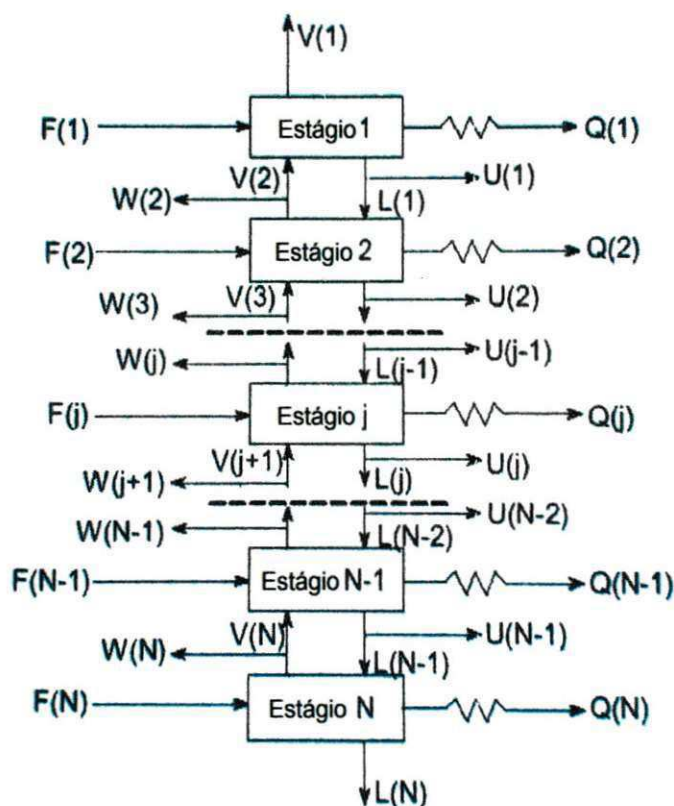 V(1)
F(1) Estágio 1 Q(1)
V(2) U(1)
W(2) L(1)
F(2) Estágio 2 Q(2)
W(3) V(3) U(2)
W(j) U(j-1)
L(j-1)
F(j) Estágio j Q(j)
V(j+1) U(j)
W(j+1) L(j)
W(N-1) U(N-2)
L(N-2)
F(N-1) Estágio N-1 Q(N-1)
V(N) U(N-1)
W(N) L(N-1)
F(N) Estágio N Q(N)
L(N)